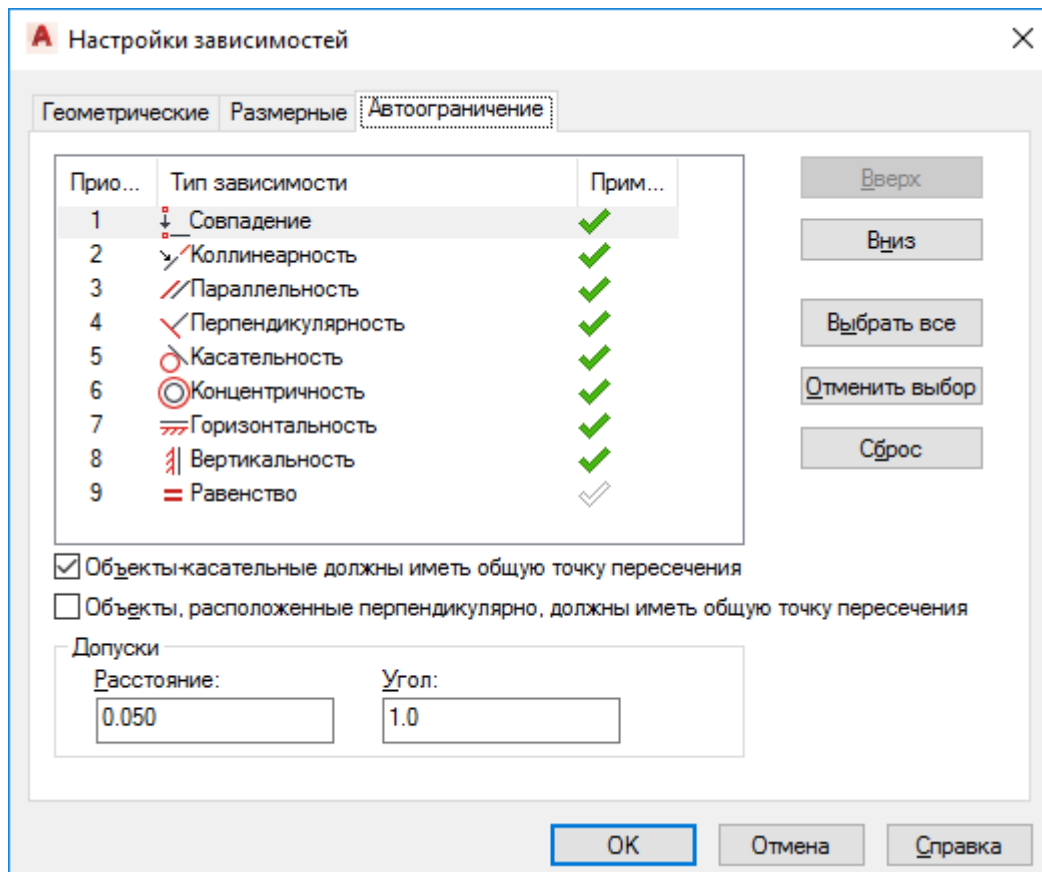 Настройки зависимостей
Геометрические Размерные Автоограничение
Прио... Тип зависимости Прим...
1 Совпадение
2 Коллинеарность
3 Параллельность
4 Перпендикулярность
5 Касательность
6 Концентричность
7 Горизонтальность
8 Вертикальность
9 Равенство
Вверх
Вниз
Выбрать все
Отменить выбор
Сброс
Объекты-касательные должны иметь общую точку пересечения
Объекты, расположенные перпендикулярно, должны иметь общую точку пересечения
Допуски
Расстояние: Угол:
0.050 1.0
OK Отмена Справка